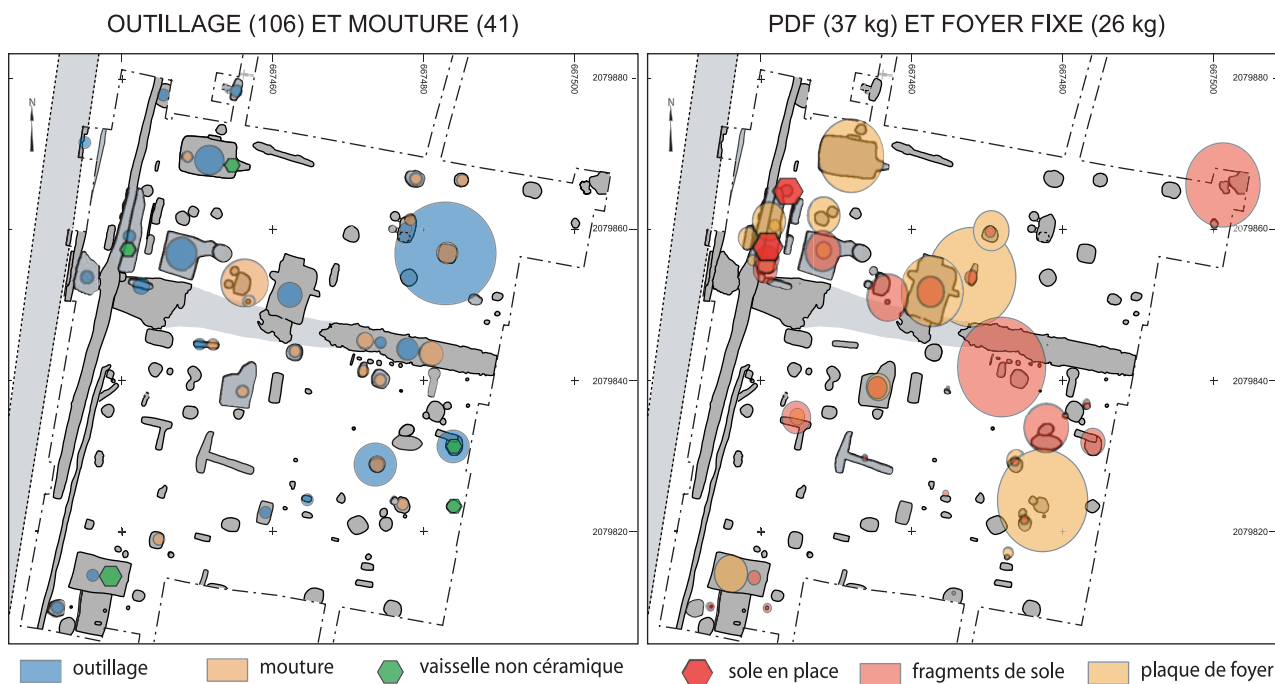 OUTILLAGE (106) ET MOUTURE (41)
PDF (37 kg) ET FOYER FIXE (26 kg)
667460
667480
667500
2079880
2079860
2079840
2079820
N
667460
667480
667500
2079880
2079860
2079840
2079820
N
outillage
mouture
vaisselle non céramique
sole en place
fragments de sole
plaque de foyer